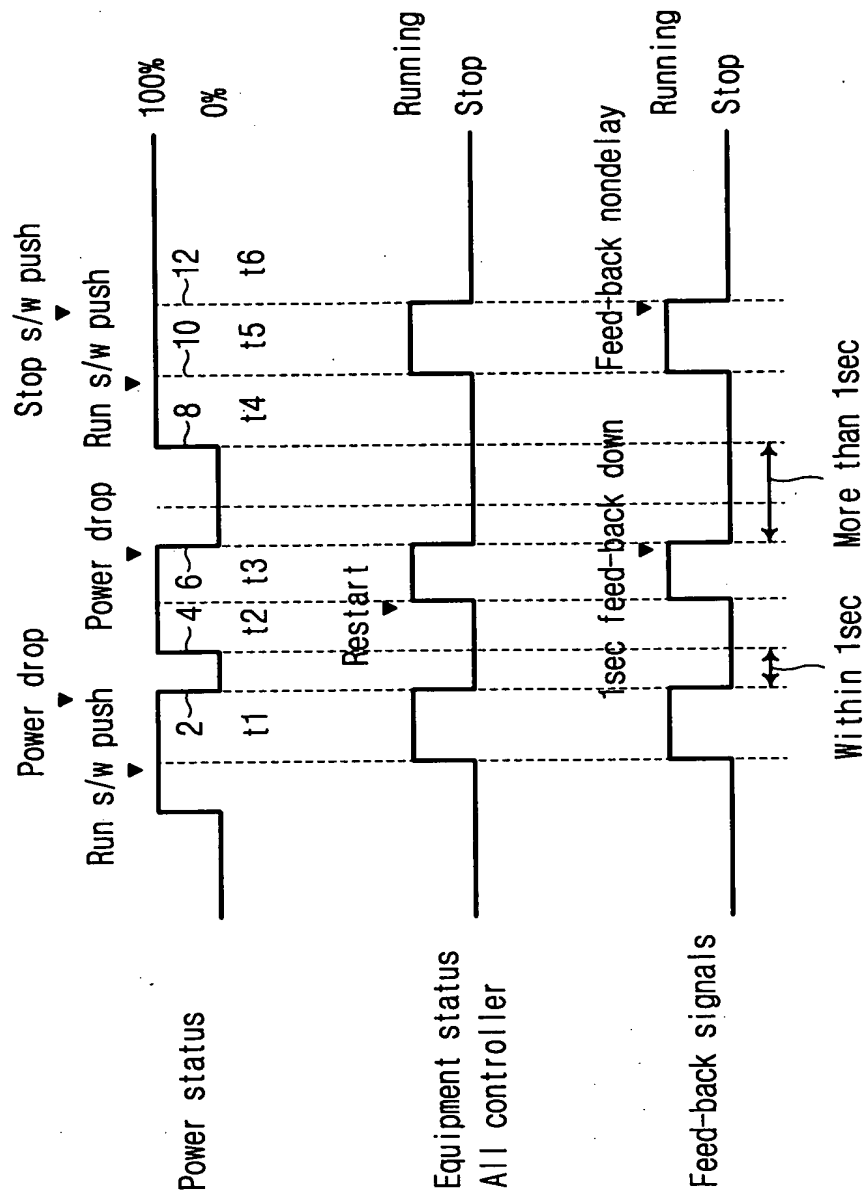 Power drop
Stop s/w push
Run s/w push
Power drop
Run s/w push
Power status
2
4
6
8
10
12
100%
0%
t1
t2
t3
t4
t5
t6
Restart
Equipment status
All controller
Running
Stop
1sec feed-back down
Feed-back nondelay
Feed-back signals
Running
Stop
Within 1sec
More than 1sec